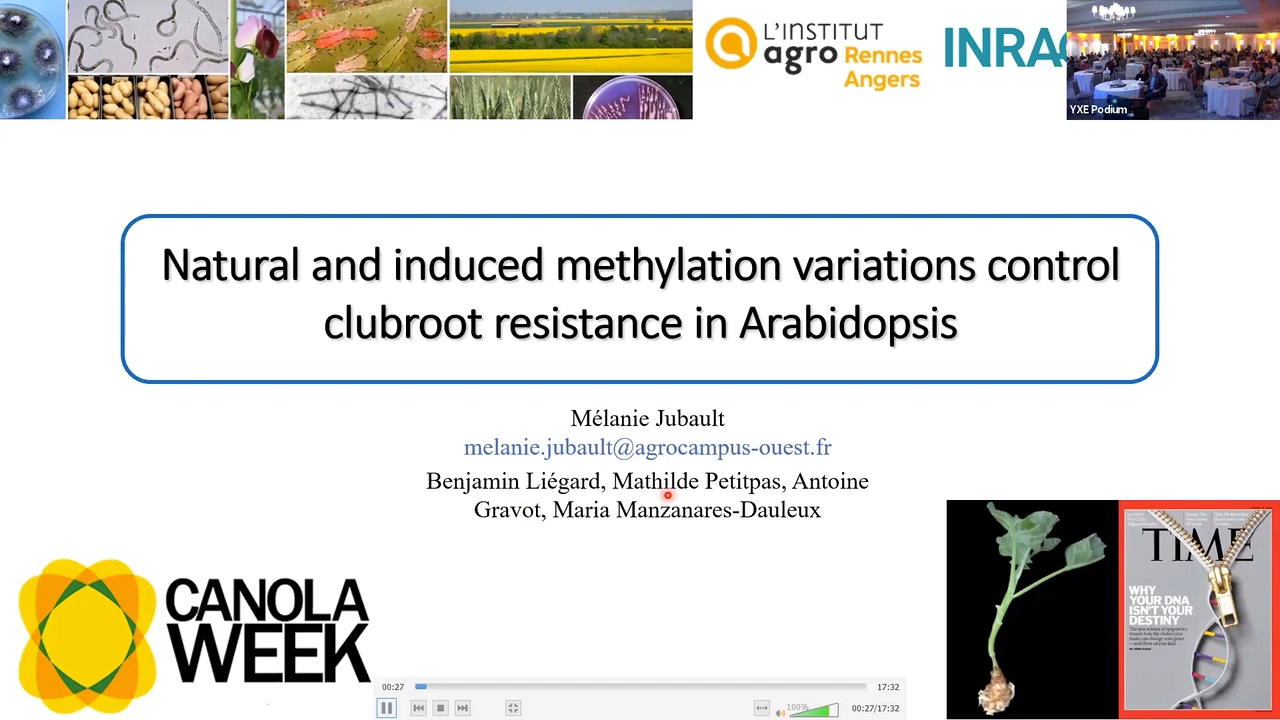 L'INSTITUT
agro Rennes
Angers
INRA
YXE Podium
Natural and induced methylation variations control
clubroot resistance in Arabidopsis
Mélanie Jubault
melanie.jubault@agrocampus-ouest.fr
Benjamin Liégard, Mathilde Petitpas, Antoine
Gravot, Maria Manzanares-Dauleux
CANOLA
WEEK
TIME
WHY
YOUR DNA
ISN'T YOUR
DESTINY
00:27
17:32
100%
00:27/17:32